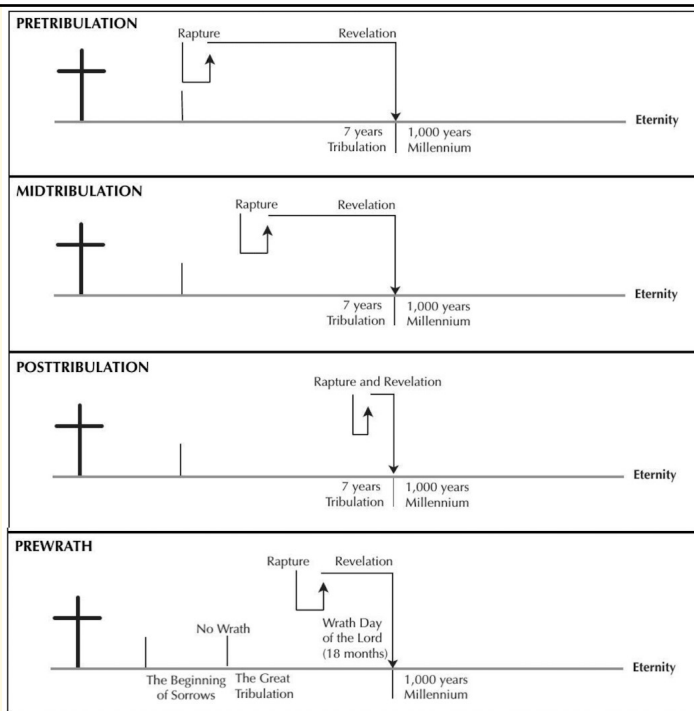 PRETRIBULATION
Rapture Revelation
Eternity
7 years 1,000 years
Tribulation Millennium
MIDTRIBULATION
Rapture Revelation
Eternity
7 years 1,000 years
Tribulation Millennium
POSTTRIBULATION
Rapture and Revelation
Eternity
7 years 1,000 years
Tribulation Millennium
PREWRATH
Rapture Revelation
No Wrath
Wrath Day
of the Lord
(18 months)
Eternity
The Beginning
of Sorrows
The Great
Tribulation
1,000 years
Millennium